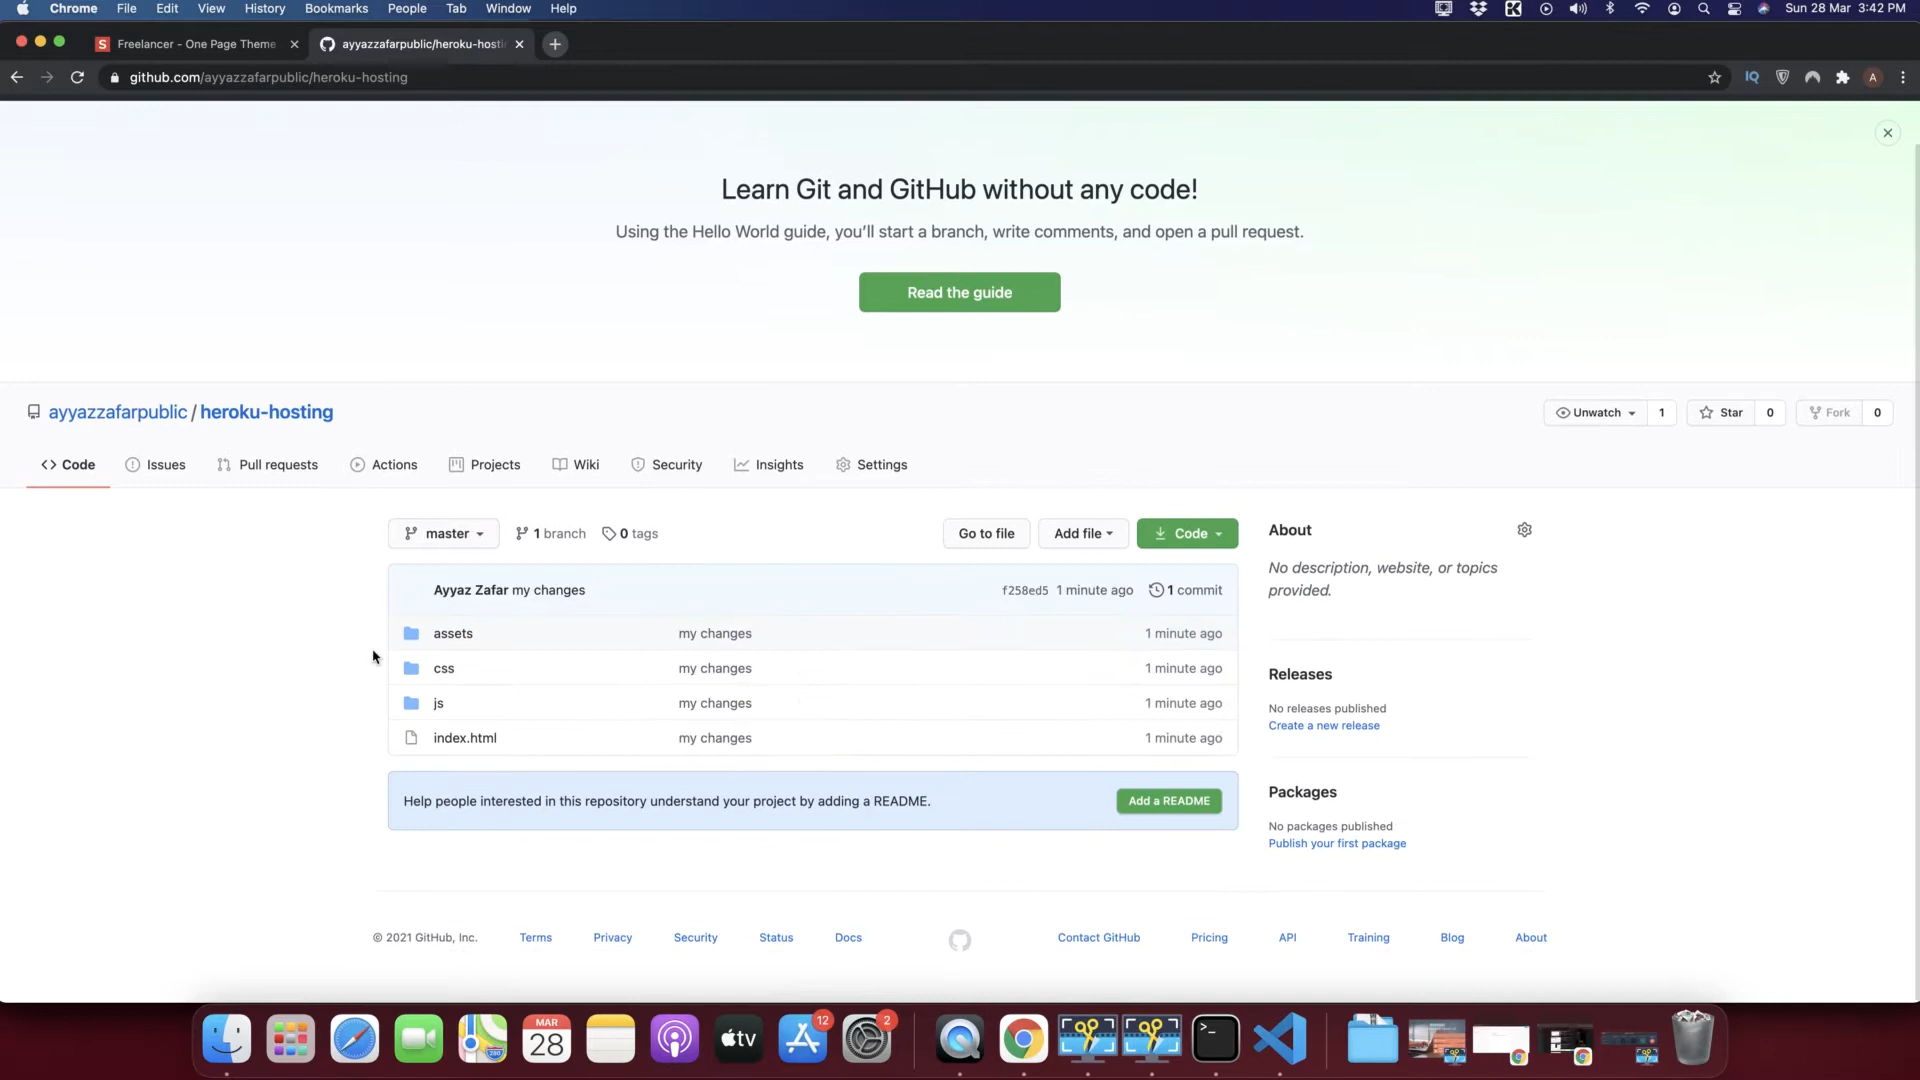 Chrome File Edit View History Bookmarks People Tab Window Help Sun 28 Mar 3:42 PM
S Freelancer - One Page Theme ayyazzafarpublic/heroku-hosti
github.com/ayyazzafarpublic/heroku-hosting IQ A
Learn Git and GitHub without any code!
Using the Hello World guide, you’ll start a branch, write comments, and open a pull request.
Read the guide
ayyazzafarpublic / heroku-hosting Unwatch 1 Star 0 Fork 0
Code Issues Pull requests Actions Projects Wiki Security Insights Settings
master 1 branch 0 tags Go to file Add file Code About
No description, website, or topics
provided.
Ayyaz Zafar my changes f258ed5 1 minute ago 1 commit
assets my changes 1 minute ago
css my changes 1 minute ago
js my changes 1 minute ago
index.html my changes 1 minute ago
Releases
No releases published
Create a new release
Help people interested in this repository understand your project by adding a README. Add a README
Packages
No packages published
Publish your first package
© 2021 GitHub, Inc. Terms Privacy Security Status Docs Contact GitHub Pricing API Training Blog About
MAR
28
280
tv
12
2